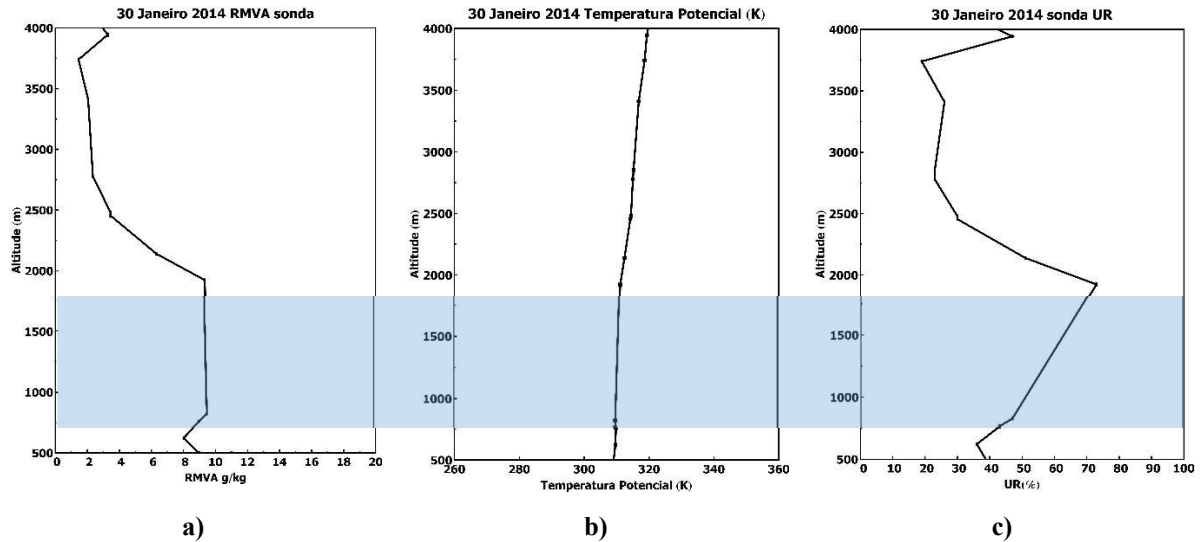 30 Janeiro 2014 RMVA sonda
4000
3500
3000
2500
2000
1500
1000
500
Altitude (m)
0 2 4 6 8 10 12 14 16 18 20
RMVA g/kg
a)
30 Janeiro 2014 Temperatura Potencial (K)
4000
3500
3000
2500
2000
1500
1000
500
Altitude (m)
260 280 300 320 340 360
Temperatura Potencial (K)
b)
30 Janeiro 2014 sonda UR
4000
3500
3000
2500
2000
1500
1000
500
Altitude (m)
0 10 20 30 40 50 60 70 80 90 100
UR(%)
c)